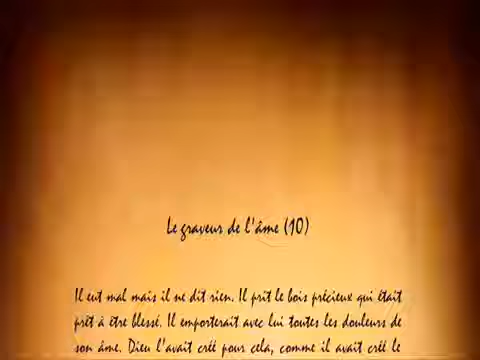 Le graveur de l'âme (10)
Il eut mal mais il ne dit rien. Il prit le bois précieux qui était
prêt à être blessé. Il emporterait avec lui toutes les douleurs de
son âme. Dieu l'avait créé pour cela, comme il avait créé le